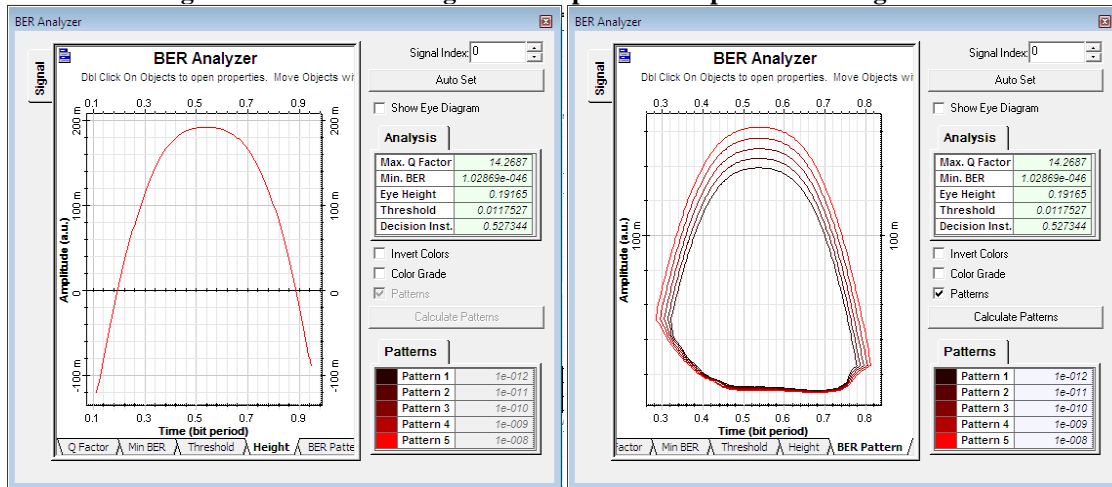 BER Analyzer
Signal
BER Analyzer
Dbl Click On Objects to open properties. Move Objects wi
0.1 0.3 0.5 0.7 0.9
Amplitude (a.u.)
200 m
100 m
0
-100 m
200 m
100 m
0
-100 m
0.1 0.3 0.5 0.7 0.9
Time (bit period)
Q Factor Min BER Threshold Height BER Patte
Signal Index: 0
Auto Set
Show Eye Diagram
Analysis
Max. Q Factor 14.2687
Min. BER 1.02869e-046
Eye Height 0.19165
Threshold 0.0117527
Decision Inst. 0.527344
Invert Colors
Color Grade
Patterns
Calculate Patterns
Patterns
Pattern 1 1e-012
Pattern 2 1e-011
Pattern 3 1e-010
Pattern 4 1e-009
Pattern 5 1e-008
BER Analyzer
Signal
BER Analyzer
Dbl Click On Objects to open properties. Move Objects wit
0.3 0.4 0.5 0.6 0.7 0.8
Amplitude (a.u.)
100 m
100 m
0.3 0.4 0.5 0.6 0.7 0.8
Time (bit period)
Factor Min BER Threshold Height BER Pattern
Signal Index: 0
Auto Set
Show Eye Diagram
Analysis
Max. Q Factor 14.2687
Min. BER 1.02869e-046
Eye Height 0.19165
Threshold 0.0117527
Decision Inst. 0.527344
Invert Colors
Color Grade
Patterns
Calculate Patterns
Patterns
Pattern 1 1e-012
Pattern 2 1e-011
Pattern 3 1e-010
Pattern 4 1e-009
Pattern 5 1e-008